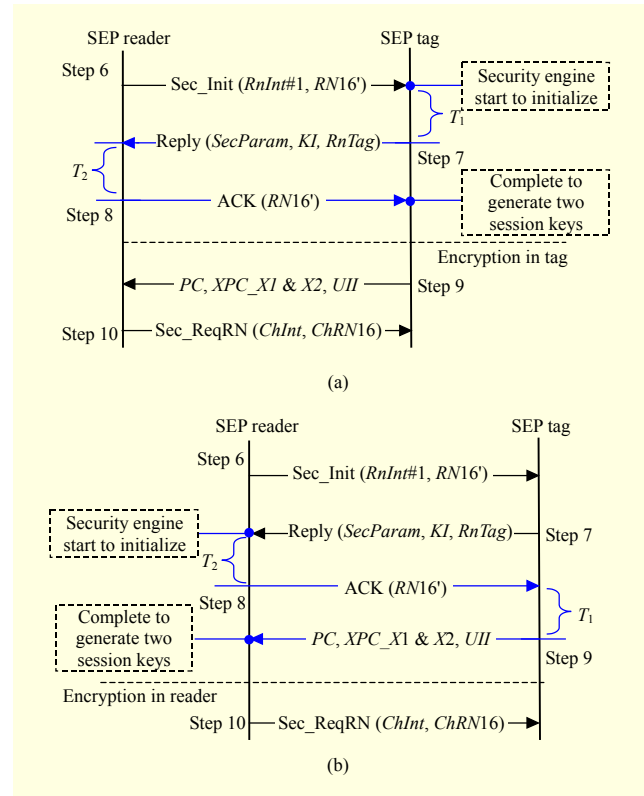 SEP reader
SEP tag
Step 6
Sec_Init (RnInt#1, RN16')
Security engine
start to initialize
T1
Reply (SecParam, KI, RnTag)
Step 7
T2
ACK (RN16')
Step 8
Complete to
generate two
session keys
Encryption in tag
PC, XPC_X1 & X2, UII
Step 9
Step 10
Sec_ReqRN (ChInt, ChRN16)
(a)
SEP reader
SEP tag
Step 6
Sec_Init (RnInt#1, RN16')
Security engine
start to initialize
Reply (SecParam, KI, RnTag)
Step 7
T2
ACK (RN16')
Step 8
T1
Complete to
generate two
session keys
PC, XPC_X1 & X2, UII
Step 9
Encryption in reader
Step 10
Sec_ReqRN (ChInt, ChRN16)
(b)